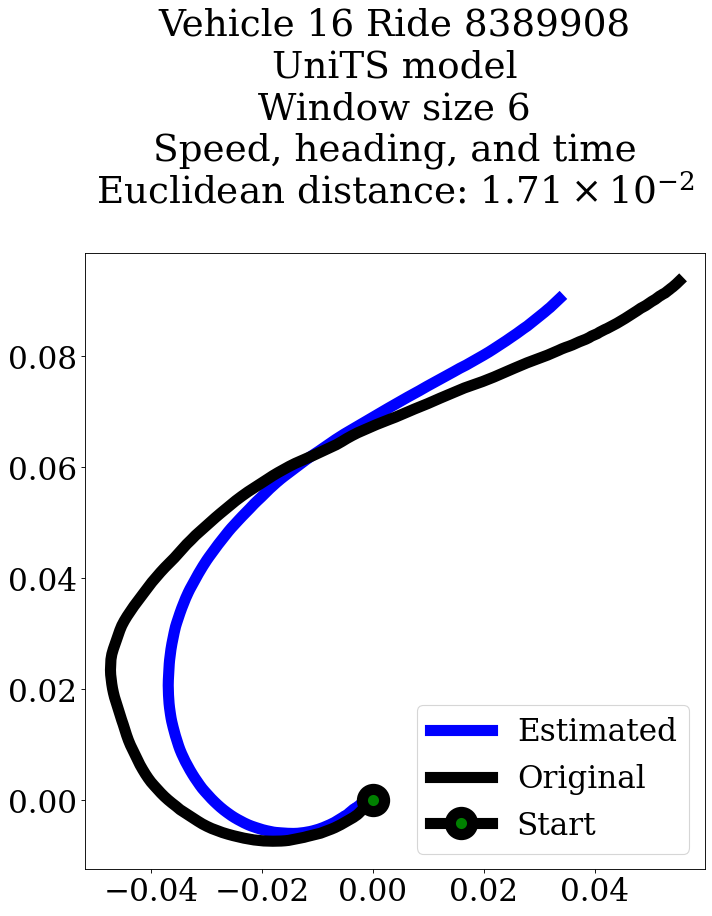 Vehicle 16 Ride 8389908
UniTS model
Window size 6
Speed, heading, and time
Euclidean distance: 1.71 × 10⁻²
0.08
0.06
0.04
0.02
0.00
Estimated
Original
Start
−0.04 −0.02 0.00 0.02 0.04